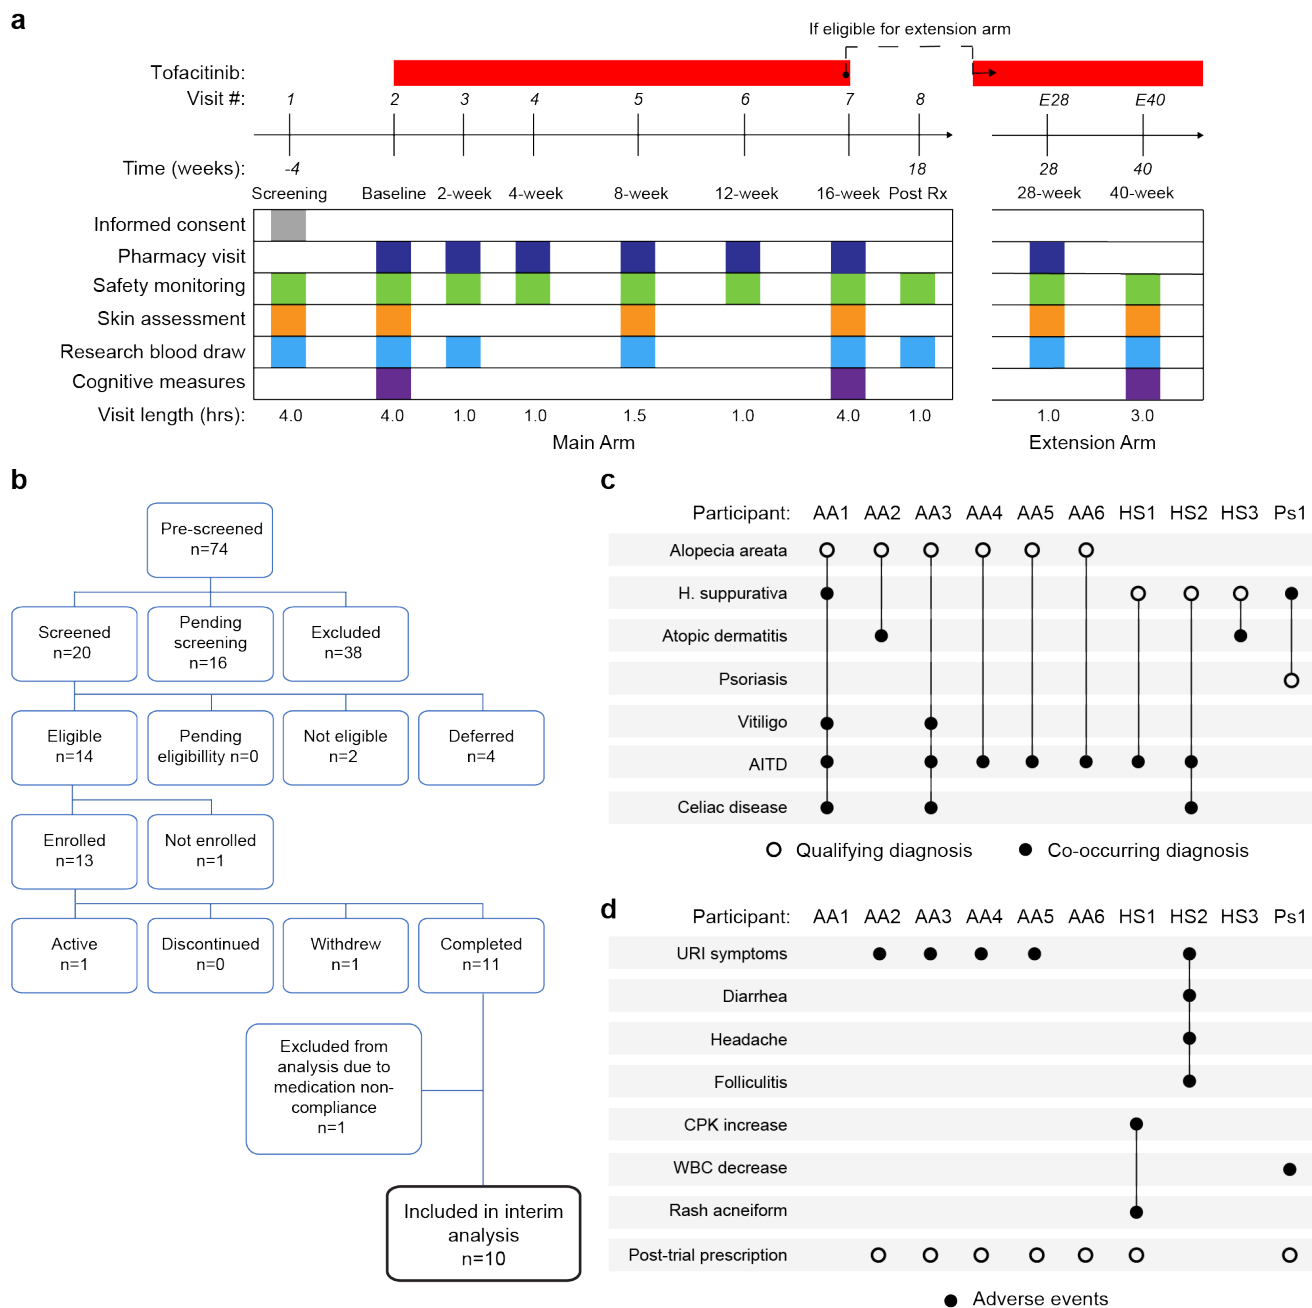 a
If eligible for extension arm
Tofacitinib:
Visit #: 1 2 3 4 5 6 7 8 E28 E40
Time (weeks): -4 18 28 40
Screening Baseline 2-week 4-week 8-week 12-week 16-week Post Rx 28-week 40-week
Informed consent
Pharmacy visit
Safety monitoring
Skin assessment
Research blood draw
Cognitive measures
Visit length (hrs): 4.0 4.0 1.0 1.0 1.5 1.0 4.0 1.0 1.0 3.0
Main Arm Extension Arm
b
Pre-screened
n=74
Screened
n=20
Pending
screening
n=16
Excluded
n=38
Eligible
n=14
Pending
eligibillity n=0
Not eligible
n=2
Deferred
n=4
Enrolled
n=13
Not enrolled
n=1
Active
n=1
Discontinued
n=0
Withdrew
n=1
Completed
n=11
Excluded from
analysis due to
medication non-
compliance
n=1
Included in interim
analysis
n=10
c
Participant: AA1 AA2 AA3 AA4 AA5 AA6 HS1 HS2 HS3 Ps1
Alopecia areata
H. suppurativa
Atopic dermatitis
Psoriasis
Vitiligo
AITD
Celiac disease
Qualifying diagnosis Co-occurring diagnosis
d
Participant: AA1 AA2 AA3 AA4 AA5 AA6 HS1 HS2 HS3 Ps1
URI symptoms
Diarrhea
Headache
Folliculitis
CPK increase
WBC decrease
Rash acneiform
Post-trial prescription
Adverse events